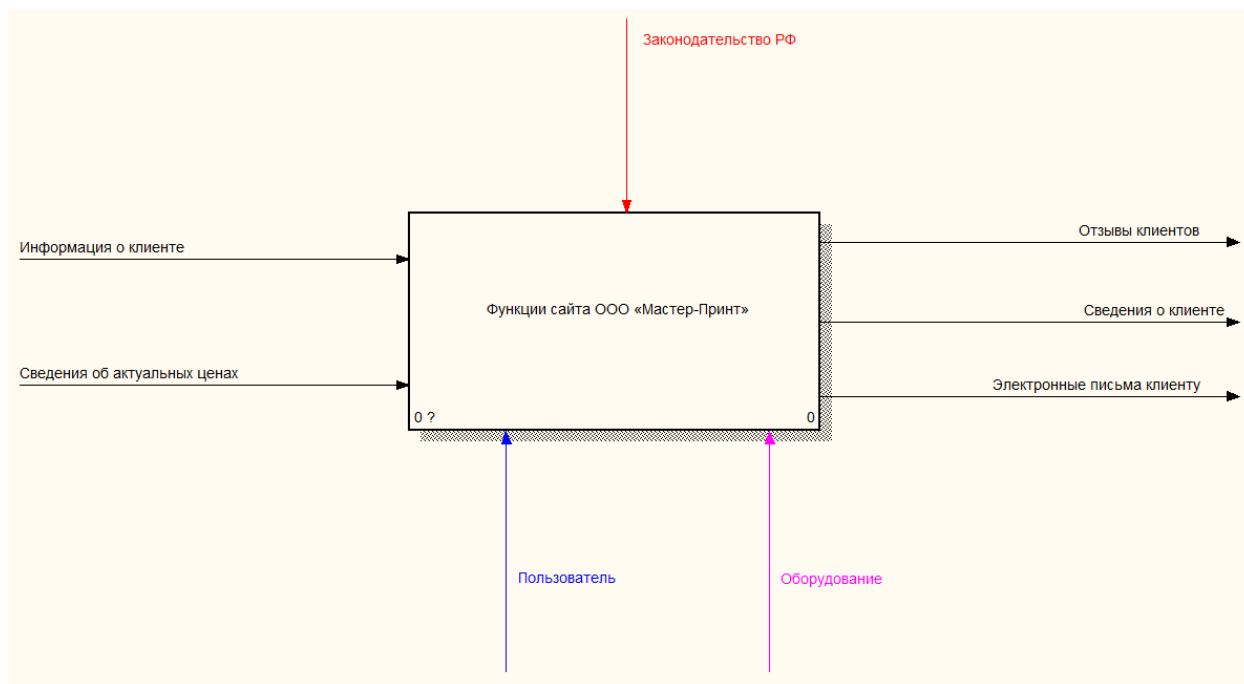 Законодательство РФ
Отзывы клиентов
Информация о клиенте
Функции сайта ООО «Мастер-Принт»
Сведения о клиенте
Сведения об актуальных ценах
Электронные письма клиенту
0 ?
0
Пользователь
Оборудование